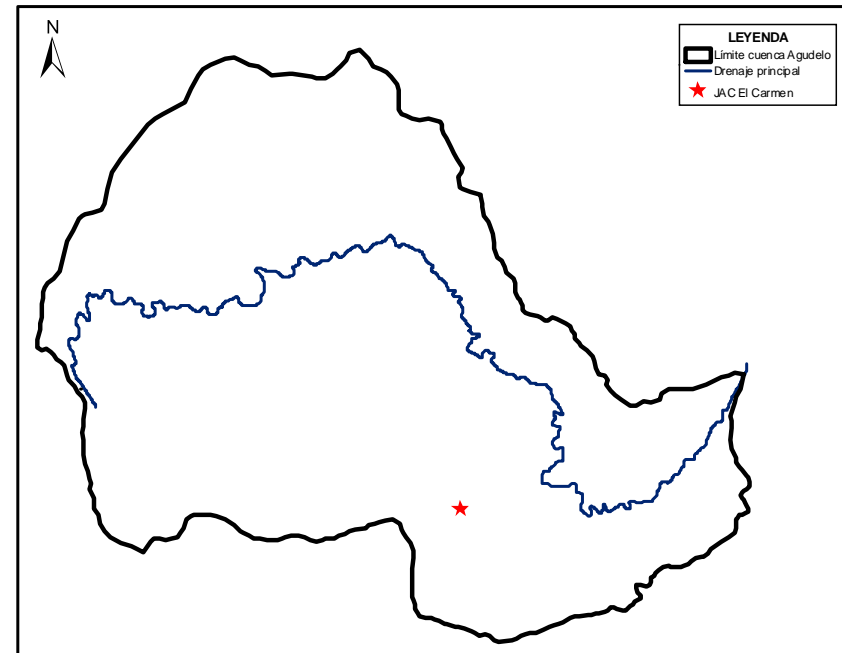 N
LEYENDA
Límite cuenca Agudelo
Drenaje principal
JAC El Carmen